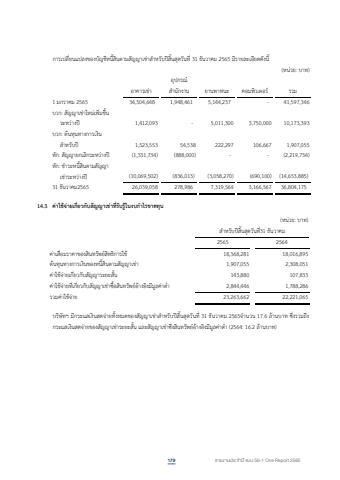 การเปลี่ยนแปลงของบัญชีหนี้สินตามสัญญาเช่าสำหรับปีสิ้นสุดวันที่ 31 ธันวาคม 2565 มีรายละเอียดดังนี้
(หน่วย: บาท)
อุปกรณ์
อาคารเช่า สำนักงาน ยานพาหนะ คอมพิวเตอร์ รวม
1 มกราคม 2565 34,504,668 1,948,461 5,144,237 - 41,597,346
บวก: สัญญาเช่าใหม่เพิ่มขึ้น
ระหว่างปี 1,412,093 - 5,011,300 3,750,000 10,173,393
บวก: ต้นทุนทางการเงิน
สำหรับปี 1,523,553 54,538 222,297 106,667 1,907,055
หัก: สัญญายกเลิกระหว่างปี (1,331,734) (888,000) - - (2,219,734)
หัก: ชำระหนี้สินตามสัญญา
เช่าระหว่างปี (10,069,502) (836,013) (3,058,270) (690,100) (14,653,885)
31 ธันวาคม2565 26,039,058 278,986 7,319,564 3,166,567 36,804,175
14.3 ค่าใช้จ่ายเกี่ยวกับสัญญาเช่าที่รับรู้ในงบกำไรขาดทุน
(หน่วย: บาท)
สำหรับปีสิ้นสุดวันที่31 ธันวาคม
2565 2564
ค่าเสื่อมราคาของสินทรัพย์สิทธิการใช้ 18,368,281 18,016,895
ต้นทุนทางการเงินของหนี้สินตามสัญญาเช่า 1,907,055 2,308,051
ค่าใช้จ่ายเกี่ยวกับสัญญาระยะสั้น 143,880 107,833
ค่าใช้จ่ายที่เกี่ยวกับสัญญาเช่าซึ่งสินทรัพย์อ้างอิงมีมูลค่าต่ำ 2,844,446 1,788,286
รวมค่าใช้จ่าย 23,263,662 22,221,065
บริษัทฯ มีกระแสเงินสดจ่ายทั้งหมดของสัญญาเช่าสำหรับปีสิ้นสุดวันที่ 31 ธันวาคม 2565จำนวน 17.6 ล้านบาท ซึ่งรวมถึง
กระแสเงินสดจ่ายของสัญญาเช่าระยะสั้น และสัญญาเช่าซึ่งสินทรัพย์อ้างอิงมีมูลค่าต่ำ (2564: 16.2 ล้านบาท)
179 รายงานประจำปี แบบ 56-1 One Report 2565